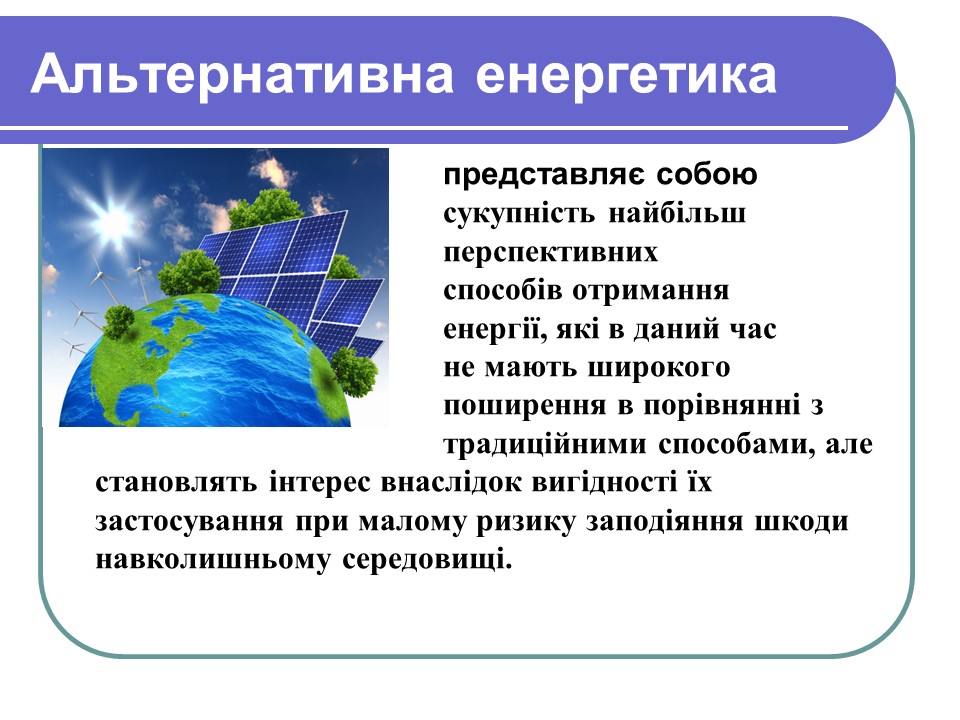 Альтернативна енергетика
представляє собою
сукупність найбільш
перспективних
способів отримання
енергії, які в даний час
не мають широкого
поширення в порівнянні з
традиційними способами, але
становлять інтерес внаслідок вигідності їх
застосування при малому ризику заподіяння шкоди
навколишньому середовищі.